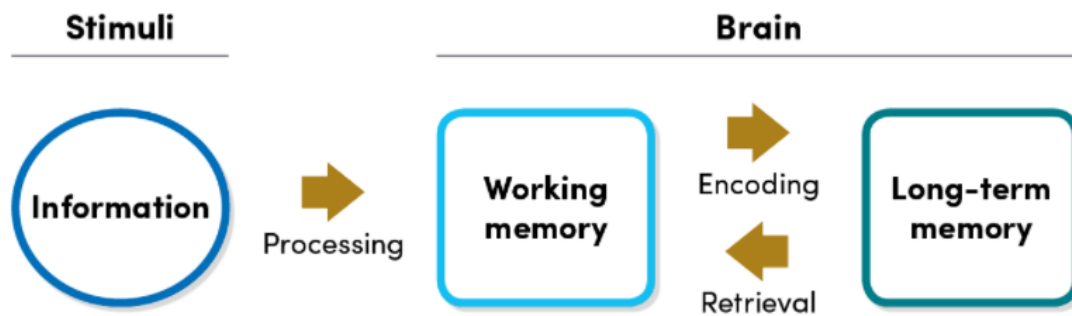 Stimuli
Brain
Information
Processing
Working
memory
Encoding
Retrieval
Long-term
memory